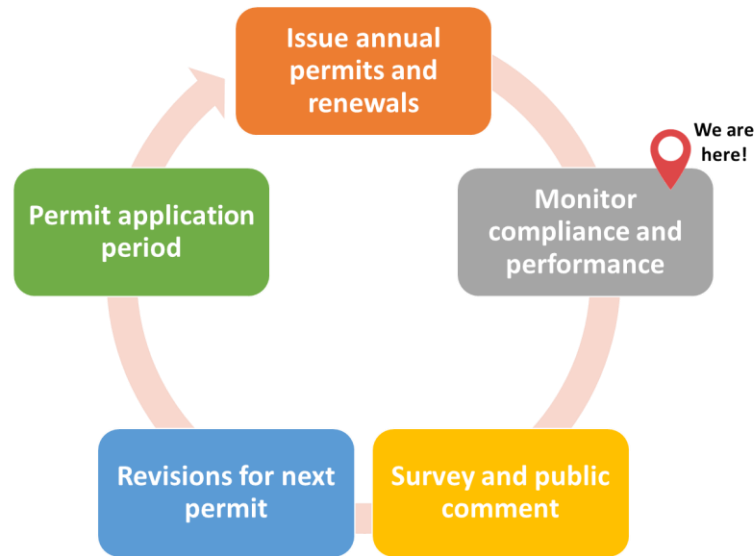 Issue annual
permits and
renewals
We are
here!
Monitor
compliance and
performance
Survey and public
comment
Revisions for next
permit
Permit application
period